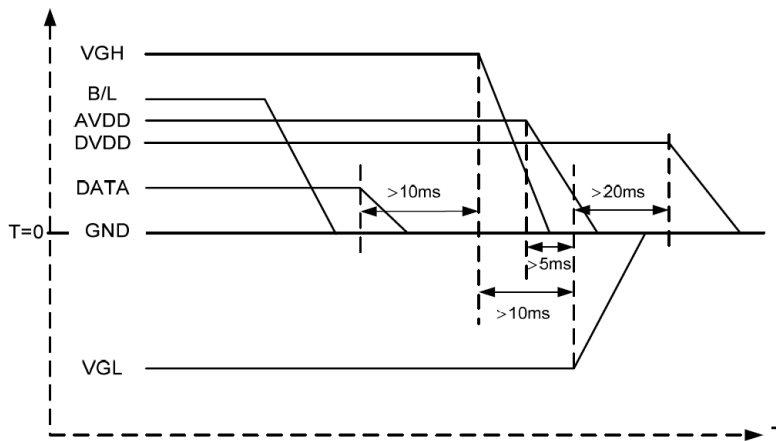 VGH
B/L
AVDD
DVDD
DATA
>10ms
>20ms
T=0
GND
>5ms
>10ms
VGL